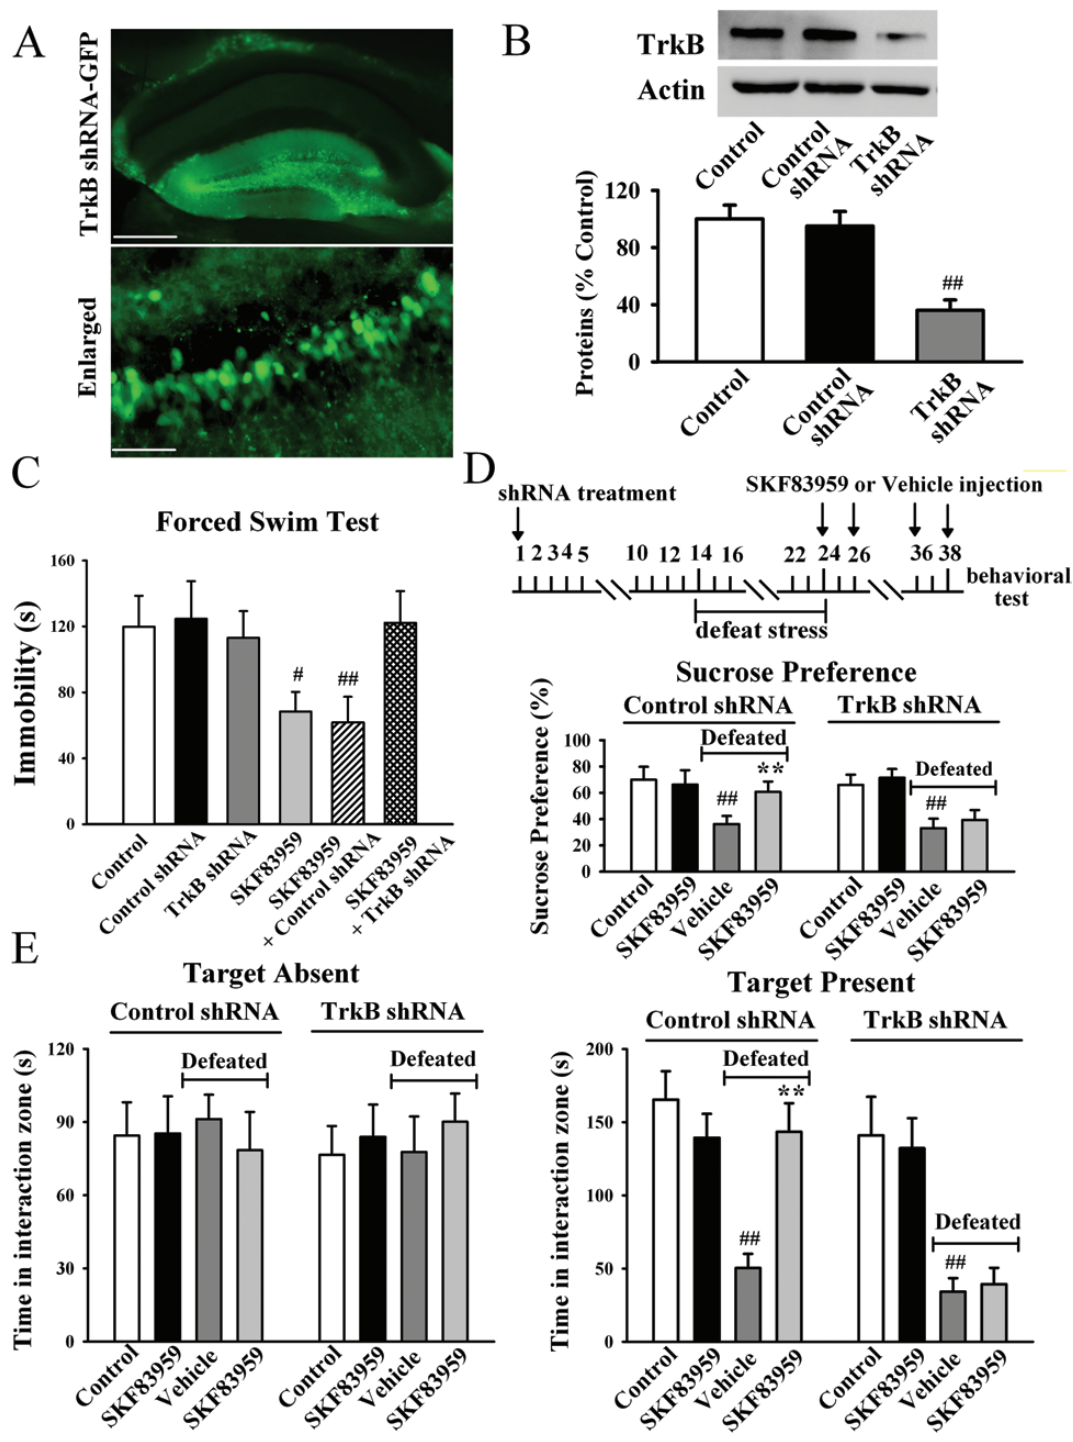 A
TrkB shRNA-GFP
Enlarged
B
TrkB
Actin
Control
Control
shRNA
TrkB
shRNA
Proteins (% Control)
120
80
40
0
##
Control
Control
shRNA
TrkB
shRNA
C
Forced Swim Test
Immobility (s)
160
120
80
40
0
#
##
Control
Control shRNA
TrkB shRNA
SKF83959
SKF83959
+ Control shRNA
SKF83959
+ TrkB shRNA
D
shRNA treatment
SKF83959 or Vehicle injection
1 2 3 4 5 10 12 14 16 22 24 26 36 38
behavioral
test
defeat stress
Sucrose Preference
Control shRNA
TrkB shRNA
Defeated
Defeated
Sucrose Preference (%)
100
80
60
40
20
0
##
**
##
Control
SKF83959
Vehicle
SKF83959
Control
SKF83959
Vehicle
SKF83959
E
Target Absent
Control shRNA
TrkB shRNA
Defeated
Defeated
Time in interaction zone (s)
120
90
60
30
0
Control
SKF83959
Vehicle
SKF83959
Control
SKF83959
Vehicle
SKF83959
Target Present
Control shRNA
TrkB shRNA
Defeated
Defeated
Time in interaction zone (s)
200
150
100
50
0
##
**
##
Control
SKF83959
Vehicle
SKF83959
Control
SKF83959
Vehicle
SKF83959